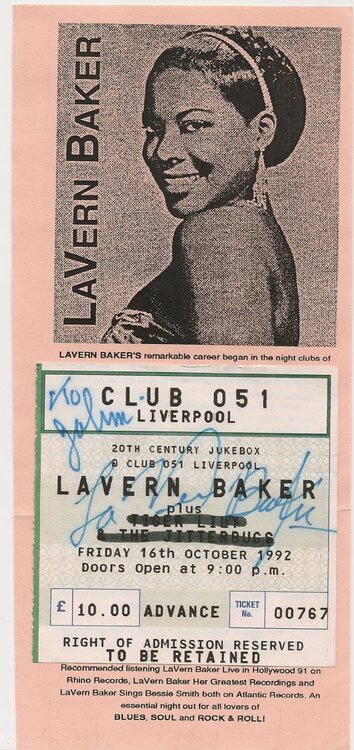 LAVERN BAKER
LAVERN BAKER'S remarkable career began in the night clubs of
To
John
CLUB 051
LIVERPOOL
20TH CENTURY JUKEBOX
@ CLUB 051 LIVERPOOL
LAVERN BAKER
LaVern Baker
plus
TIGER LILY
& THE JITTERBUGS
FRIDAY 16TH OCTOBER 1992
Doors Open at 9:00 p.m.
£ 10.00 ADVANCE TICKET No. 00767
RIGHT OF ADMISSION RESERVED
TO BE RETAINED
Recommended listening LaVern Baker Live in Hollywood 91 on
Rhino Records, LaVern Baker Her Greatest Recordings and
LaVern Baker Sings Bessie Smith both on Atlantic Records. An
essential night out for all lovers of
BLUES, SOUL and ROCK & ROLL!